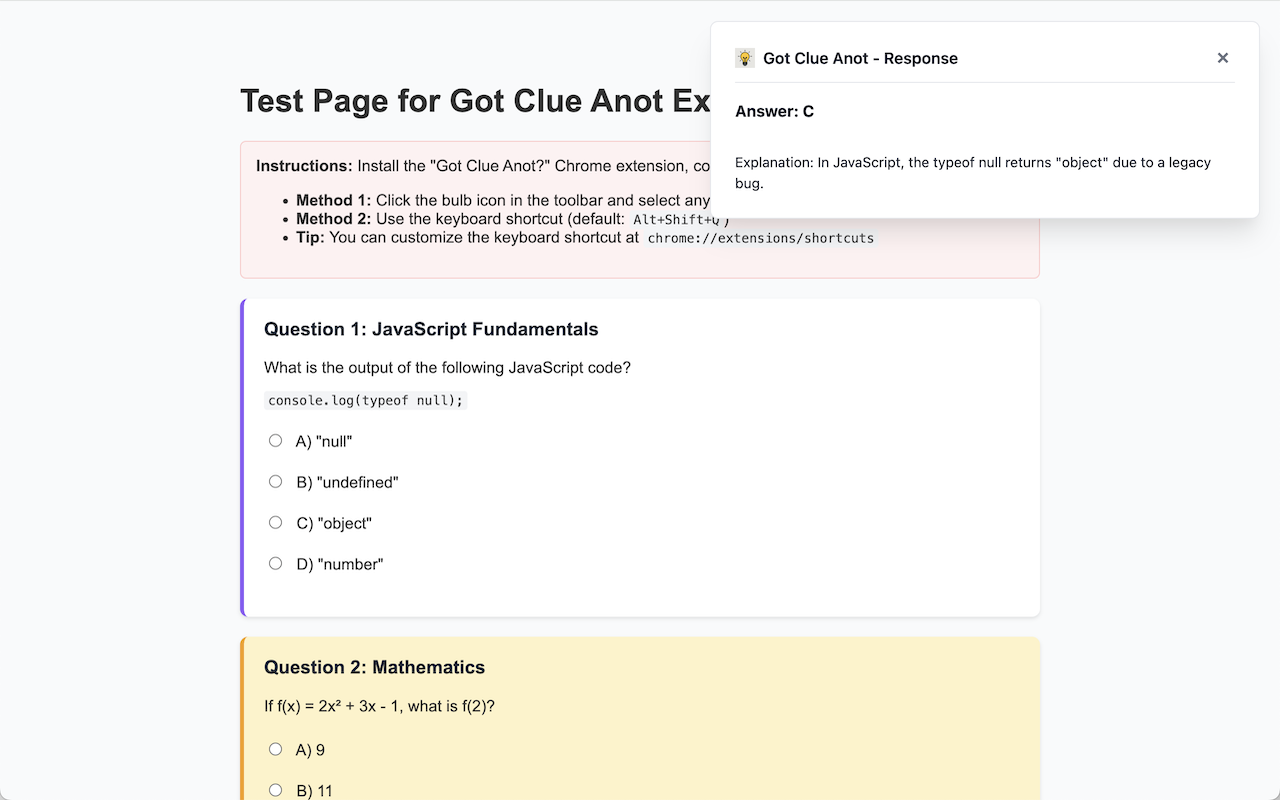 Got Clue Anot - Response
Answer: C
Explanation: In JavaScript, the typeof null returns "object" due to a legacy
bug.
Test Page for Got Clue Anot Ex
Instructions: Install the "Got Clue Anot?" Chrome extension, co
• Method 1: Click the bulb icon in the toolbar and select any
• Method 2: Use the keyboard shortcut (default: Alt+Shift+Q )
• Tip: You can customize the keyboard shortcut at chrome://extensions/shortcuts
Question 1: JavaScript Fundamentals
What is the output of the following JavaScript code?
console.log(typeof null);
A) "null"
B) "undefined"
C) "object"
D) "number"
Question 2: Mathematics
If f(x) = 2x² + 3x - 1, what is f(2)?
A) 9
B) 11